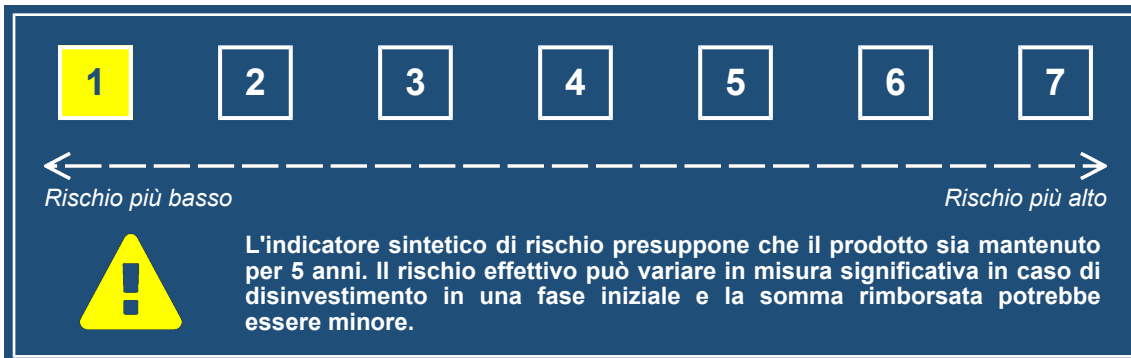 1 2 3 4 5 6 7
Rischio più basso Rischio più alto
L'indicatore sintetico di rischio presuppone che il prodotto sia mantenuto
per 5 anni. Il rischio effettivo può variare in misura significativa in caso di
disinvestimento in una fase iniziale e la somma rimborsata potrebbe
essere minore.